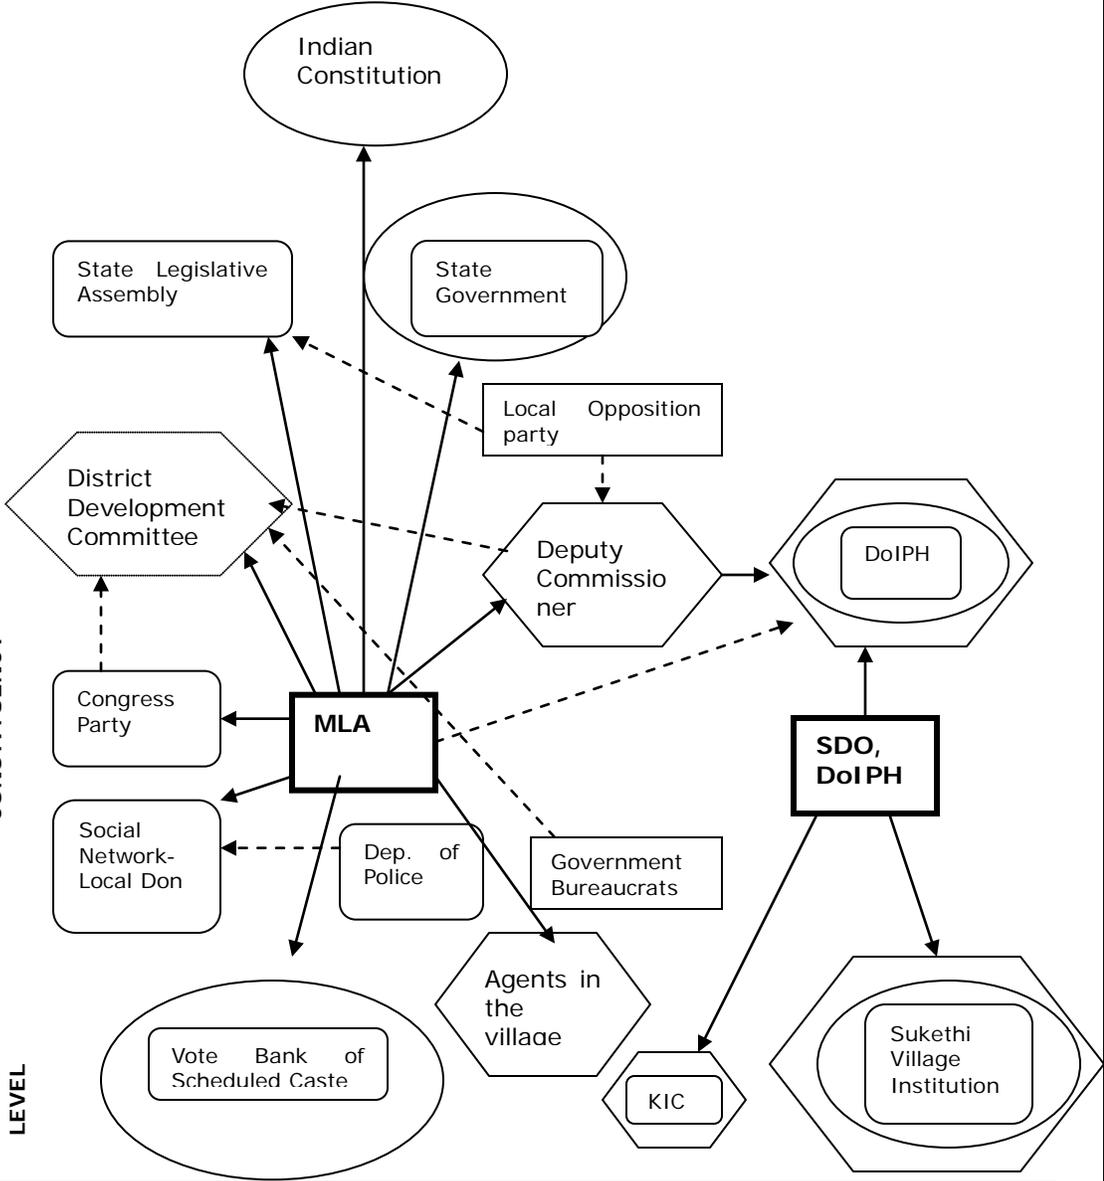 Indian
Constitution
State Legislative
Assembly
State
Government
Local Opposition
party
District
Development
Committee
Deputy
Commissio
ner
DoIPH
Congress
Party
MLA
SDO,
DoIPH
Social
Network-
Local Don
Dep. of
Police
Government
Bureaucrats
Agents in
the
village
Vote Bank of
Scheduled Caste
KIC
Sukethi
Village
Institution
LEVEL